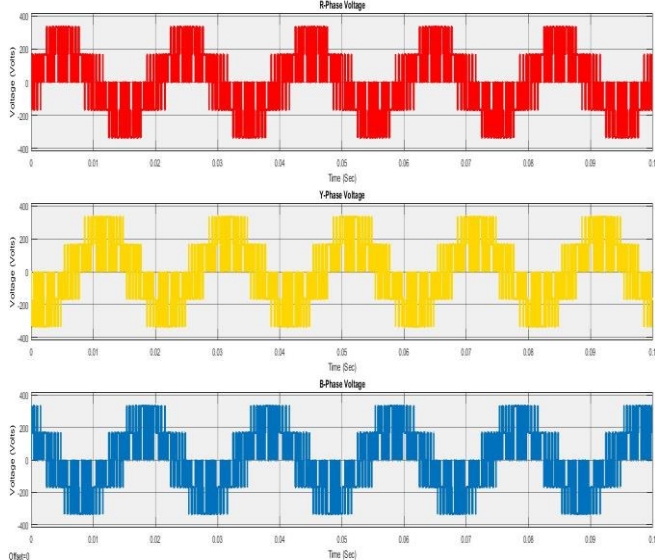 R-Phase Voltage
400
200
0
-200
-400
Voltage (Volts)
0 0.01 0.02 0.03 0.04 0.05 0.06 0.07 0.08 0.09 0.1
Time (Sec)
Y-Phase Voltage
400
200
0
-200
-400
Voltage (Volts)
0 0.01 0.02 0.03 0.04 0.05 0.06 0.07 0.08 0.09 0.1
Time (Sec)
B-Phase Voltage
400
200
0
-200
-400
Voltage (Volts)
0 0.01 0.02 0.03 0.04 0.05 0.06 0.07 0.08 0.09 0.1
Time (Sec)
Offset=0